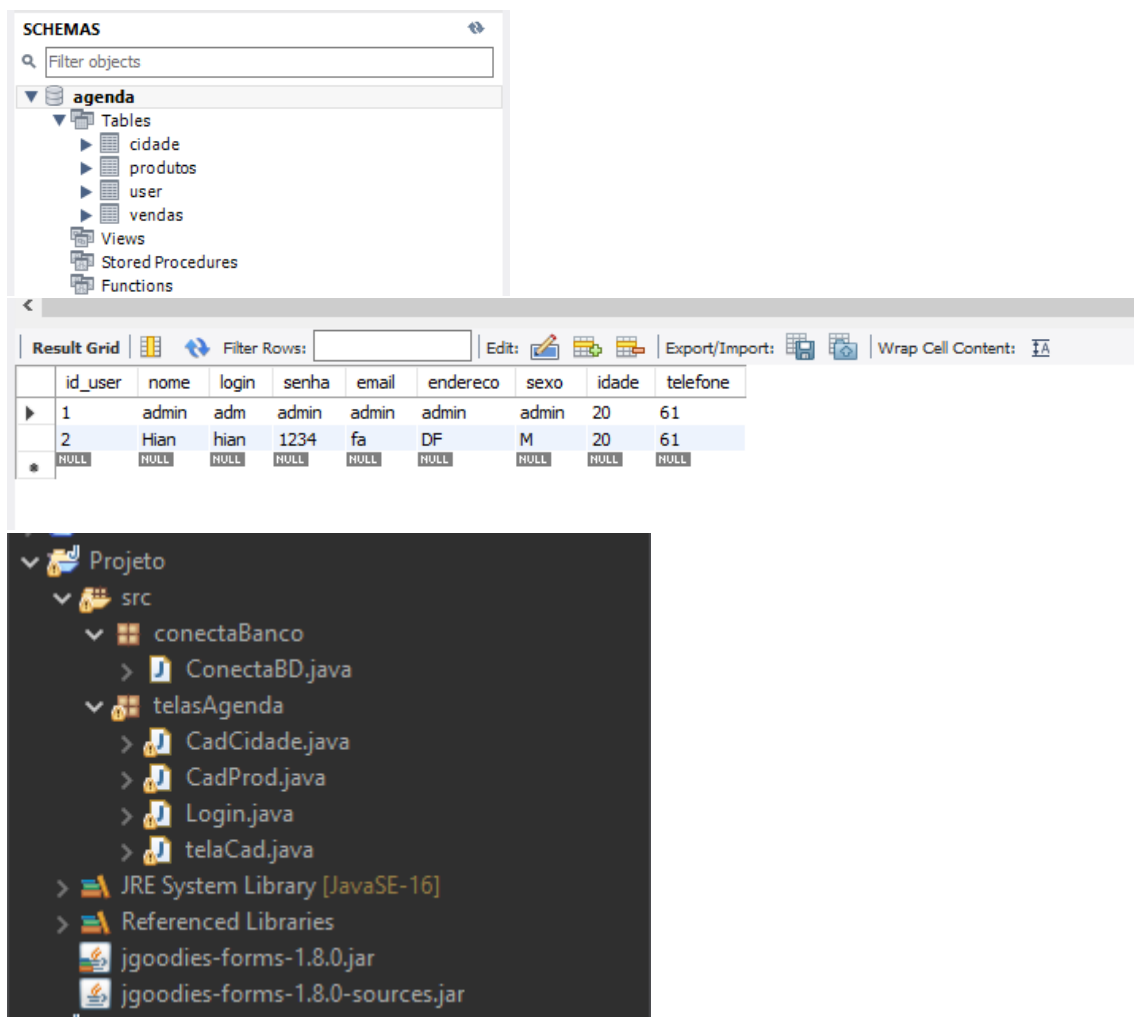 SCHEMAS
Filter objects
agenda
Tables
cidade
produtos
user
vendas
Views
Stored Procedures
Functions
Result Grid Filter Rows: Edit: Export/Import: Wrap Cell Content:
id_user nome login senha email endereco sexo idade telefone
1 admin adm admin admin admin admin 20 61
2 Hian hian 1234 fa DF M 20 61
NULL NULL NULL NULL NULL NULL NULL NULL NULL
Projeto
src
conectaBanco
ConectaBD.java
telasAgenda
CadCidade.java
CadProd.java
Login.java
telaCad.java
JRE System Library [JavaSE-16]
Referenced Libraries
jgoodies-forms-1.8.0.jar
jgoodies-forms-1.8.0-sources.jar